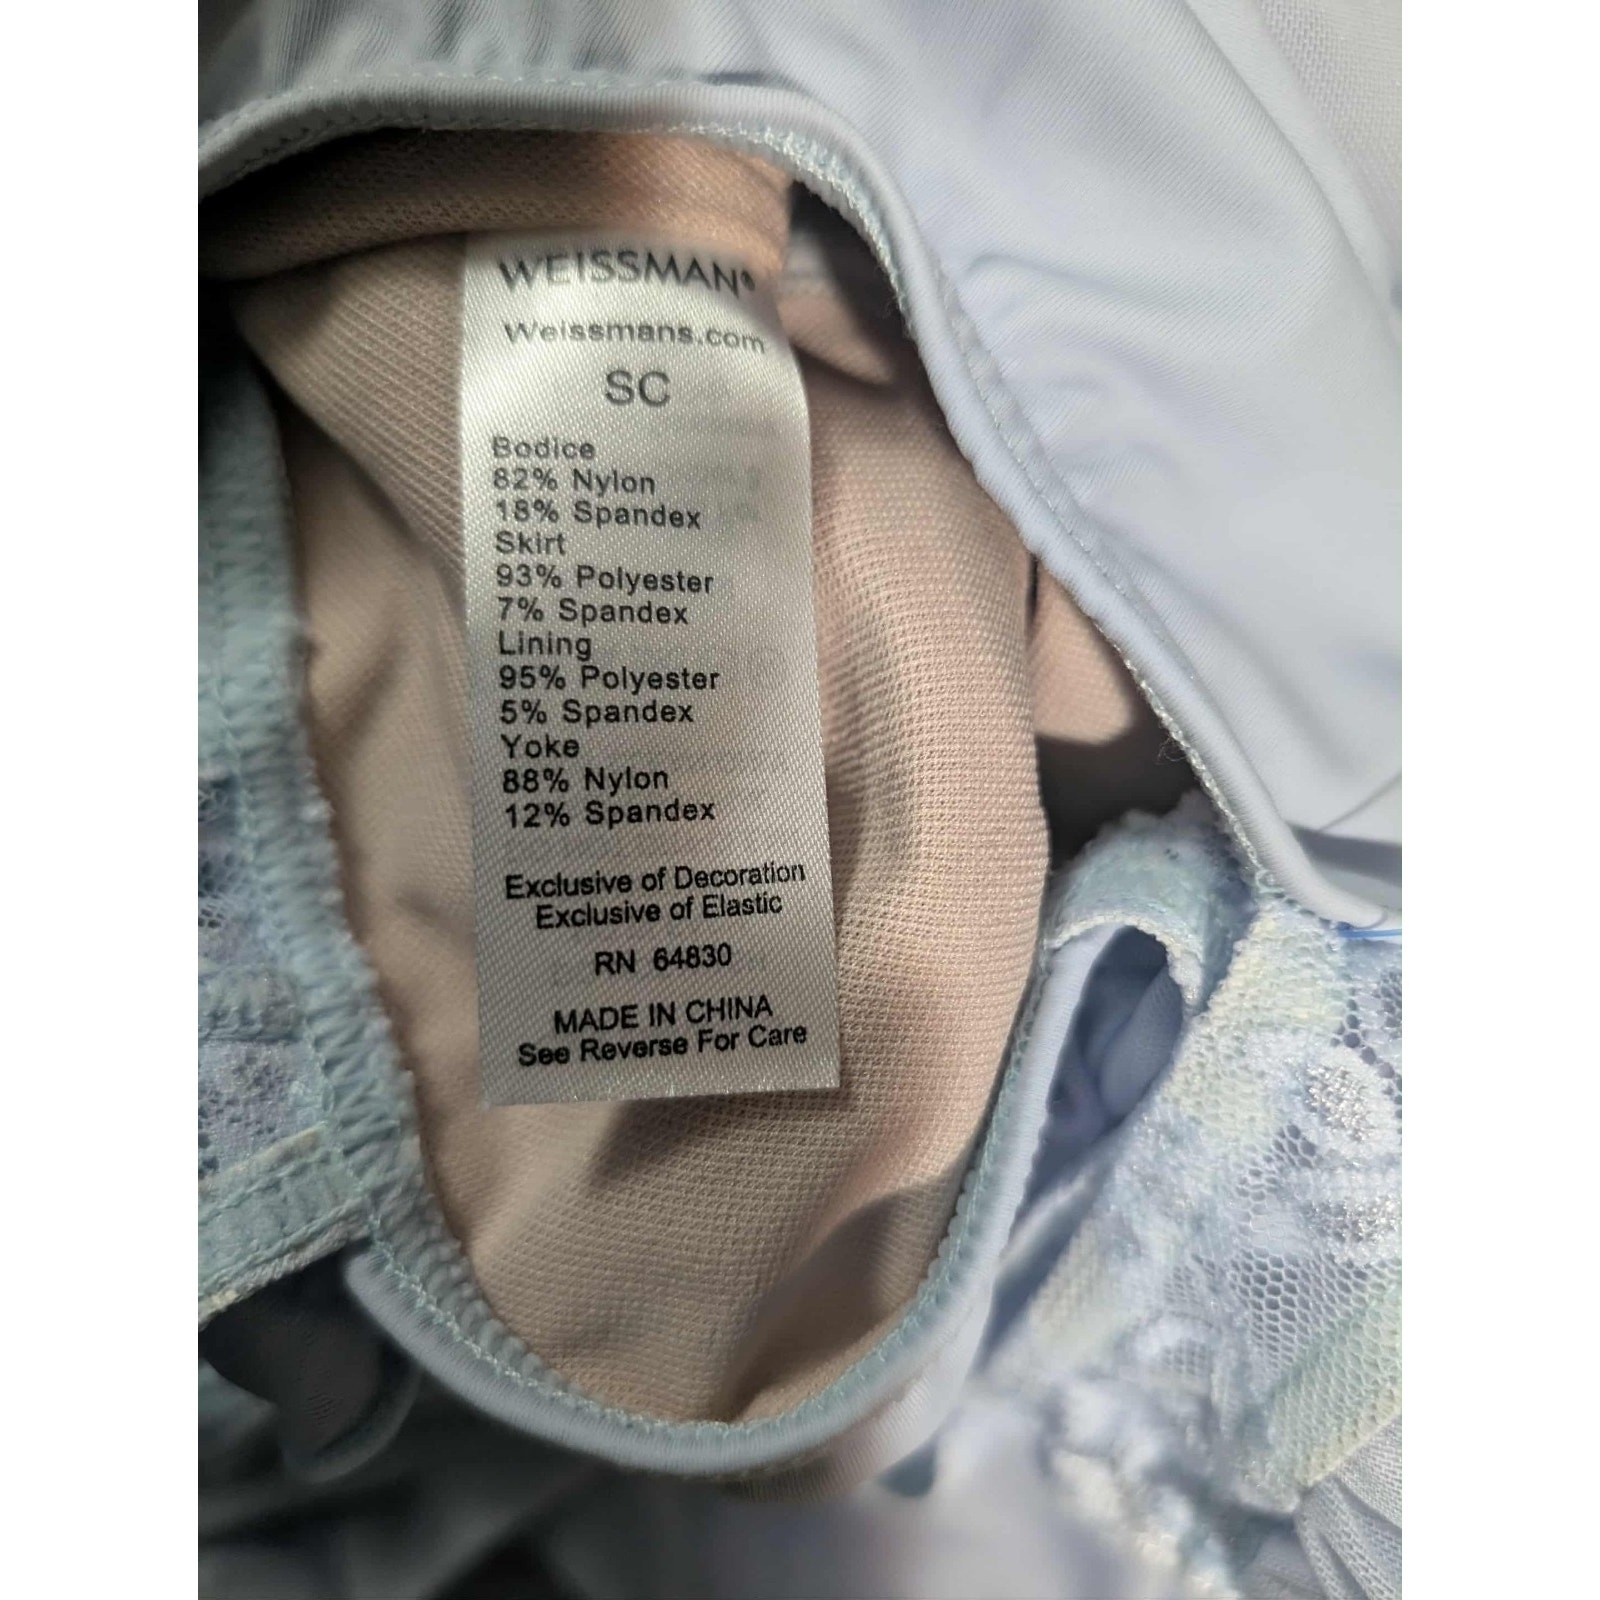 WEISSMAN®
Weissmans.com
SC
Bodice
82% Nylon
18% Spandex
Skirt
93% Polyester
7% Spandex
Lining
95% Polyester
5% Spandex
Yoke
88% Nylon
12% Spandex
Exclusive of Decoration
Exclusive of Elastic
RN 64830
MADE IN CHINA
See Reverse For Care